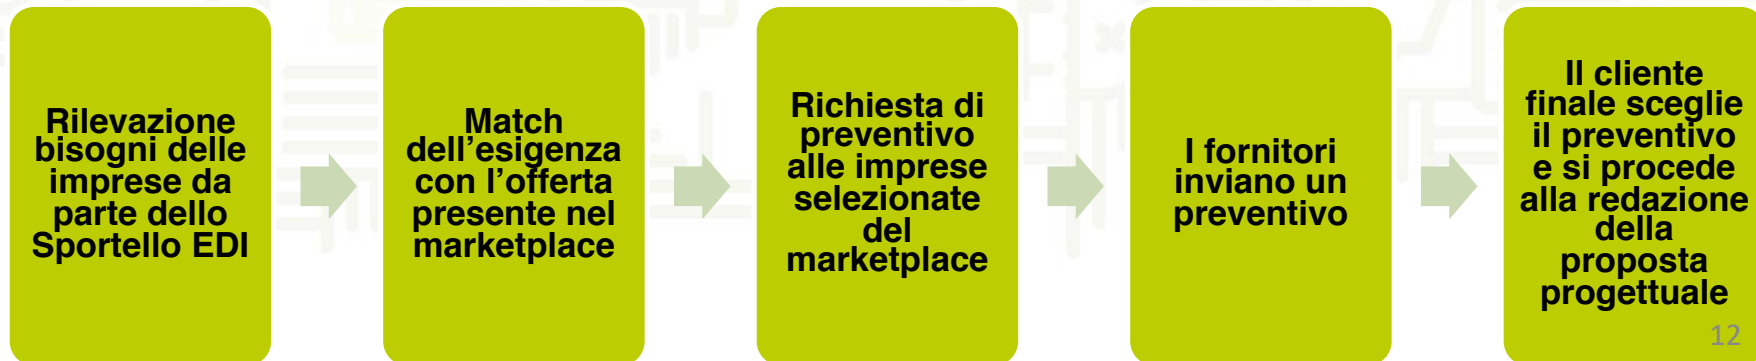 Rilevazione
bisogni delle
imprese da
parte dello
Sportello EDI
Match
dell’esigenza
con l’offerta
presente nel
marketplace
Richiesta di
preventivo
alle imprese
selezionate
del
marketplace
I fornitori
inviano un
preventivo
Il cliente
finale sceglie
il preventivo
e si procede
alla redazione
della
proposta
progettuale
12